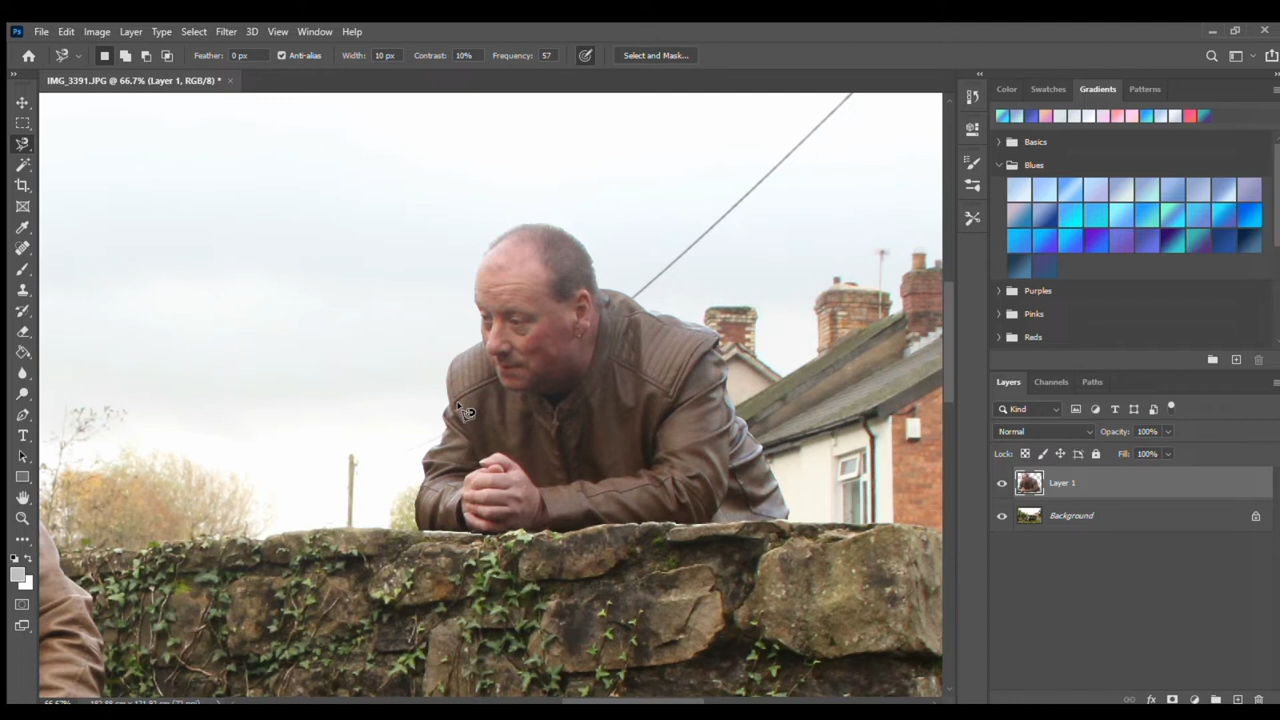 Ps File Edit Image Layer Type Select Filter 3D View Window Help
Feather: 0 px Anti-alias Width: 10 px Contrast: 10% Frequency: 57 Select and Mask...
IMG_3391.JPG @ 66.7% (Layer 1, RGB/8) *
Color Swatches Gradients Patterns
Basics
Blues
Purples
Pinks
Reds
Layers Channels Paths
Kind
Normal Opacity: 100%
Lock: Fill: 100%
Layer 1
Background